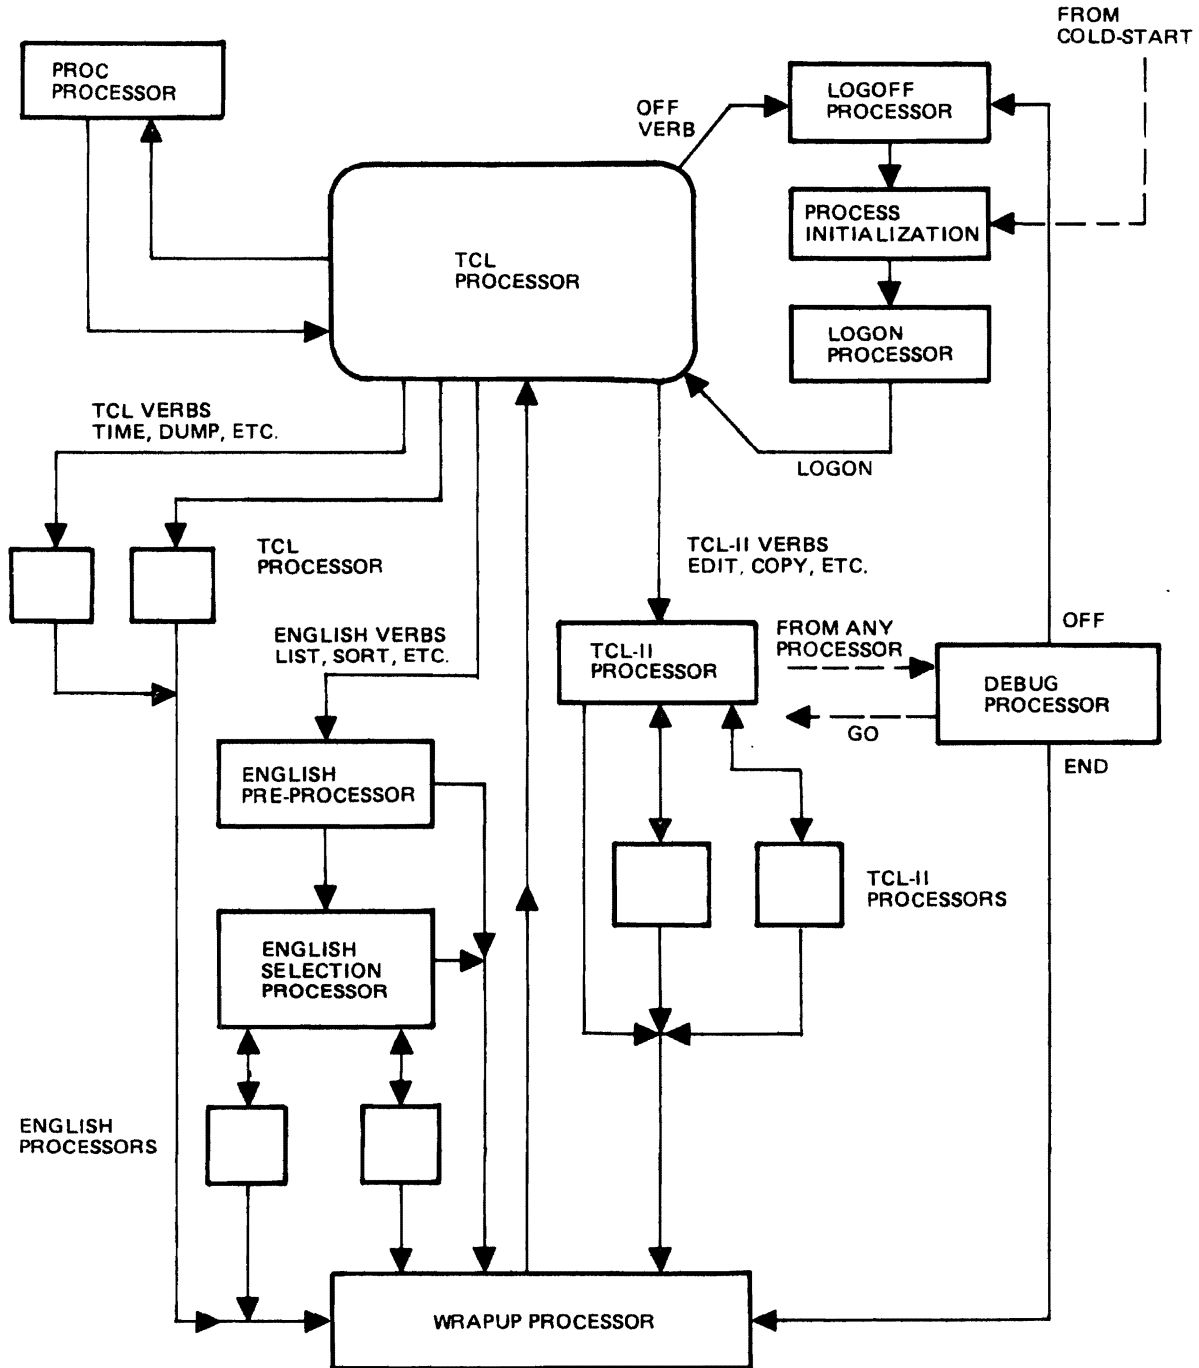 FROM
COLD-START
PROC
PROCESSOR
LOGOFF
PROCESSOR
OFF
VERB
PROCESS
INITIALIZATION
TCL
PROCESSOR
LOGON
PROCESSOR
TCL VERBS
TIME, DUMP, ETC.
LOGON
TCL
PROCESSOR
TCL-II VERBS
EDIT, COPY, ETC.
ENGLISH VERBS
LIST, SORT, ETC.
TCL-II
PROCESSOR
FROM ANY
PROCESSOR
OFF
DEBUG
PROCESSOR
GO
END
ENGLISH
PRE-PROCESSOR
TCL-II
PROCESSORS
ENGLISH
SELECTION
PROCESSOR
ENGLISH
PROCESSORS
WRAPUP PROCESSOR